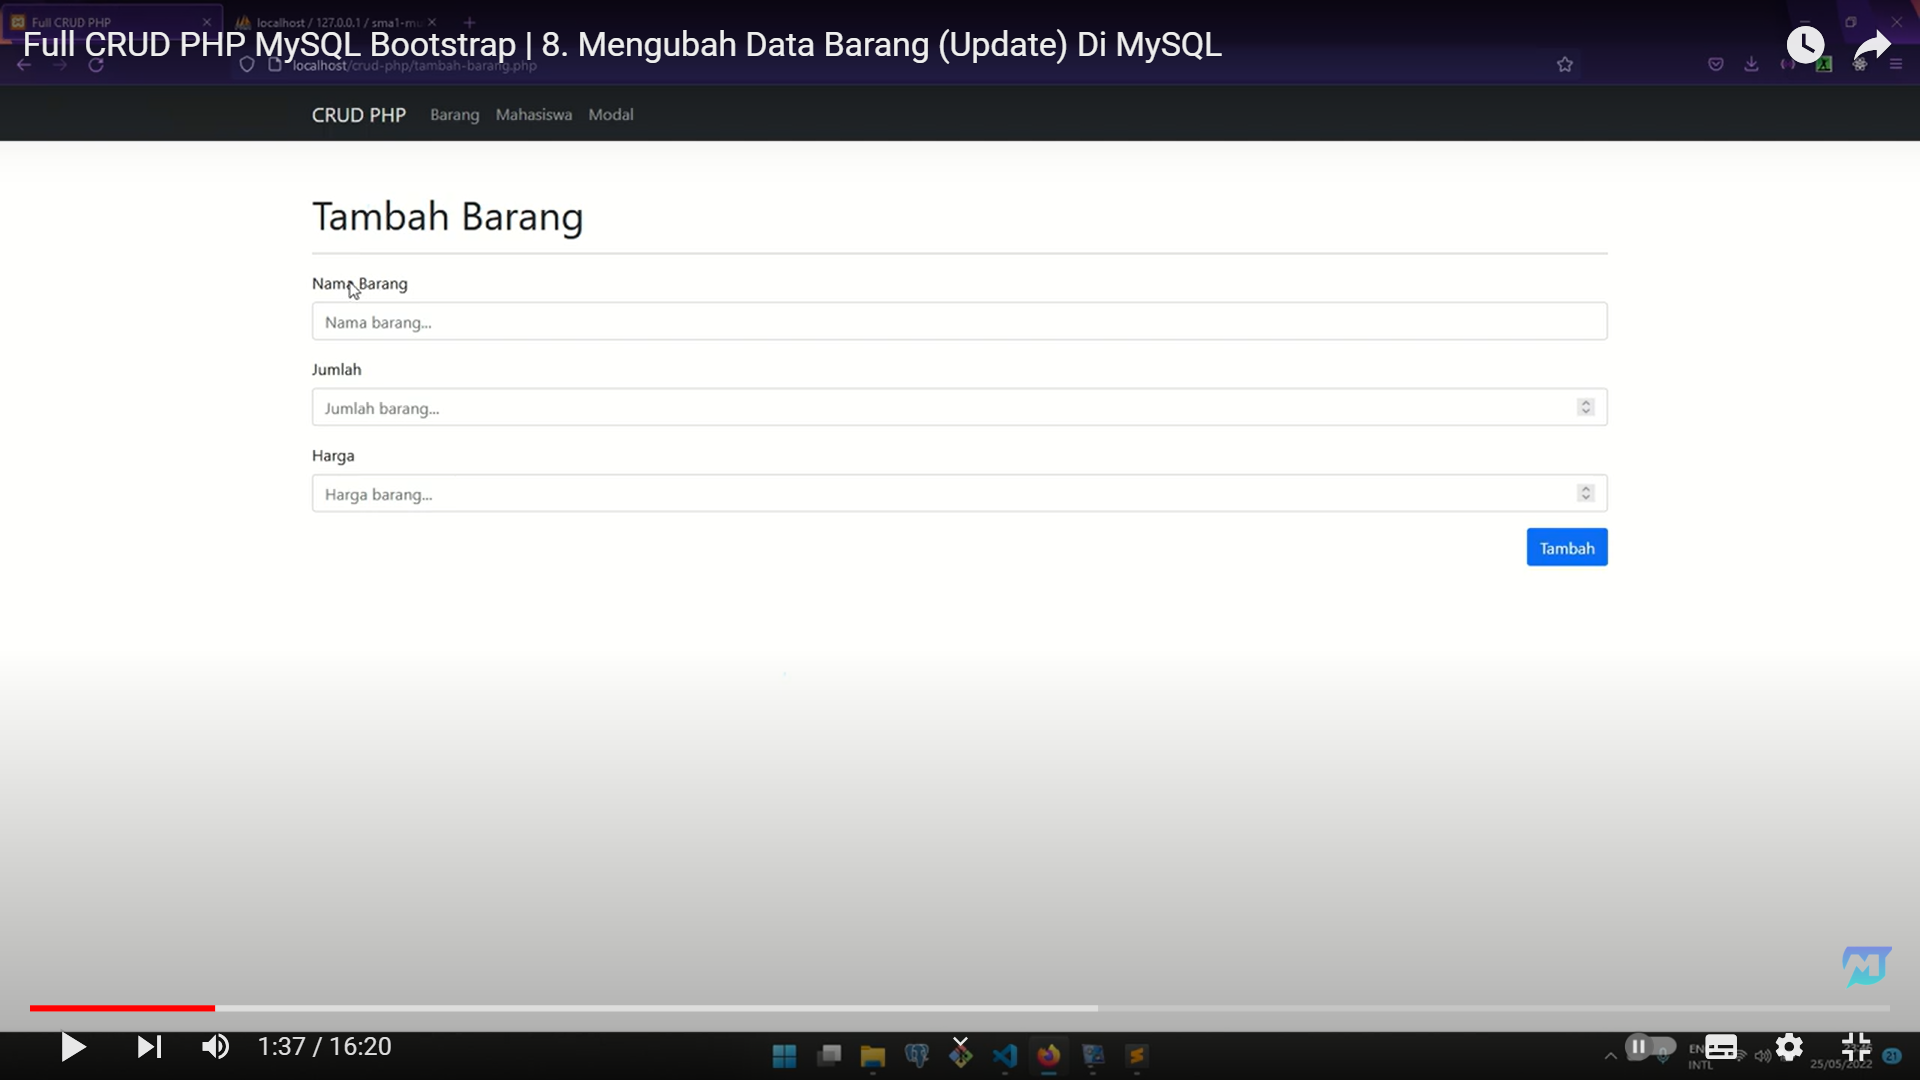 Full CRUD PHP
localhost / 127.0.0.1 / sma1-mu
Full CRUD PHP MySQL Bootstrap | 8. Mengubah Data Barang (Update) Di MySQL
localhost/crud-php/tambah-barang.php
CRUD PHP Barang Mahasiswa Modal
Tambah Barang
Nama Barang
Nama barang...
Jumlah
Jumlah barang...
Harga
Harga barang...
Tambah
1:37 / 16:20
INTL
25/05/2022
21